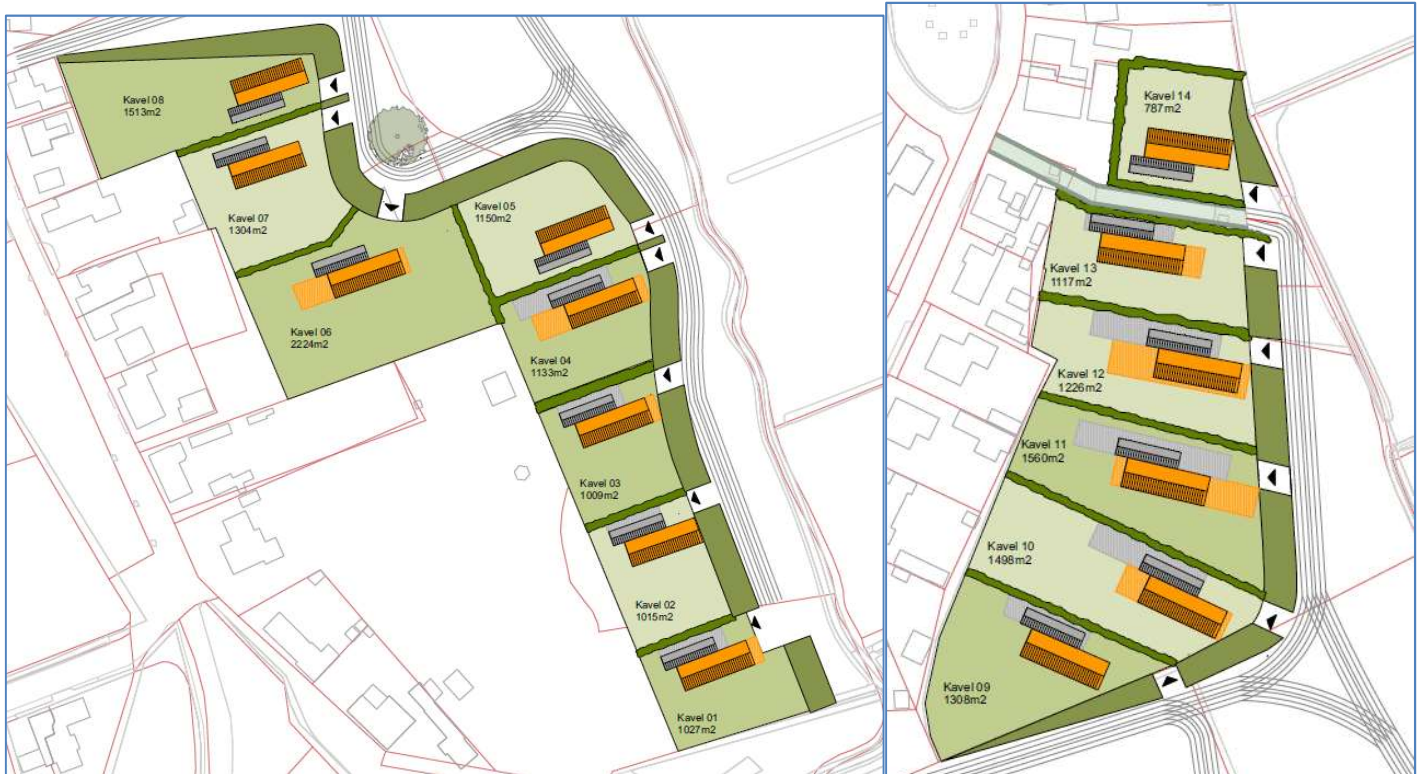 Kavel 08
1513m2
Kavel 07
1304m2
Kavel 05
1150m2
Kavel 06
2224m2
Kavel 04
1133m2
Kavel 03
1009m2
Kavel 02
1015m2
Kavel 01
1027m2
Kavel 14
787m2
Kavel 13
1117m2
Kavel 12
1226m2
Kavel 11
1560m2
Kavel 10
1498m2
Kavel 09
1308m2